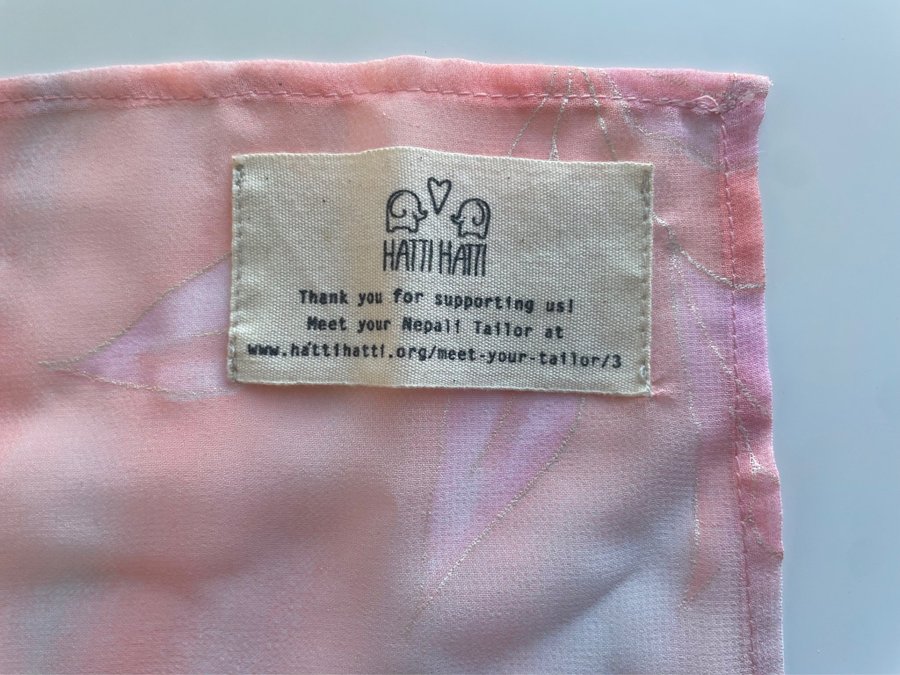 HATTI HATTI
Thank you for supporting us!
Meet your Nepali Tailor at
www.hattihatti.org/meet-your-tailor/3